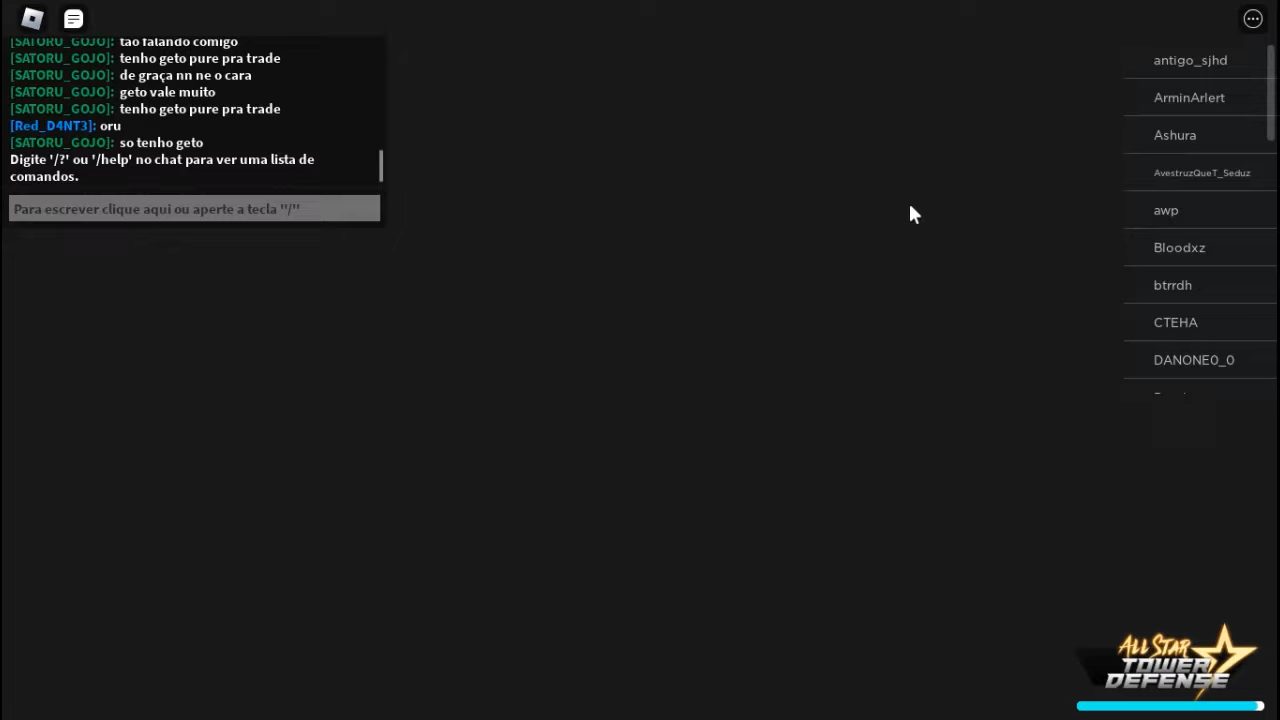 [SATORU_GOJO]: tao falando comigo
[SATORU_GOJO]: tenho geto pure pra trade
[SATORU_GOJO]: de graça nn ne o cara
[SATORU_GOJO]: geto vale muito
[SATORU_GOJO]: tenho geto pure pra trade
[Red_D4NT3]: oru
[SATORU_GOJO]: so tenho geto
Digite '/?' ou '/help' no chat para ver uma lista de
comandos.
Para escrever clique aqui ou aperte a tecla "/"
antigo_sjhd
ArminArlert
Ashura
AvestruzQueT_Seduz
awp
Bloodxz
btrrdh
CTEHA
DANONE0_0
ALL STAR
TOWER
DEFENSE